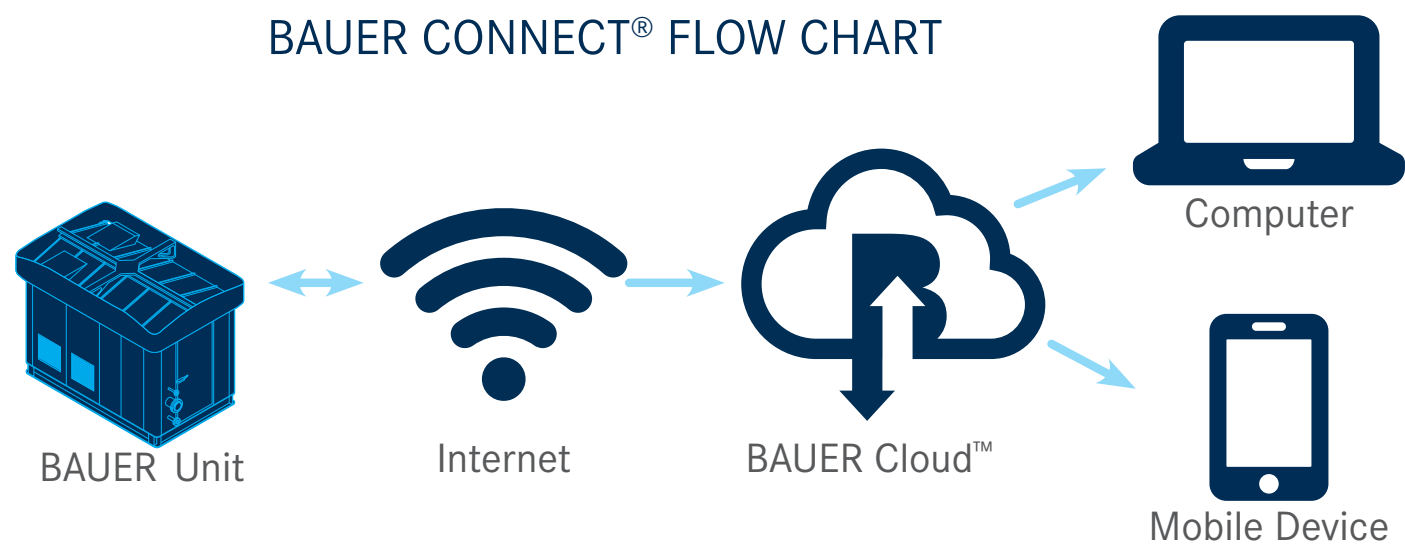 BAUER CONNECT® FLOW CHART
Computer
BAUER Unit
Internet
BAUER Cloud™
Mobile Device